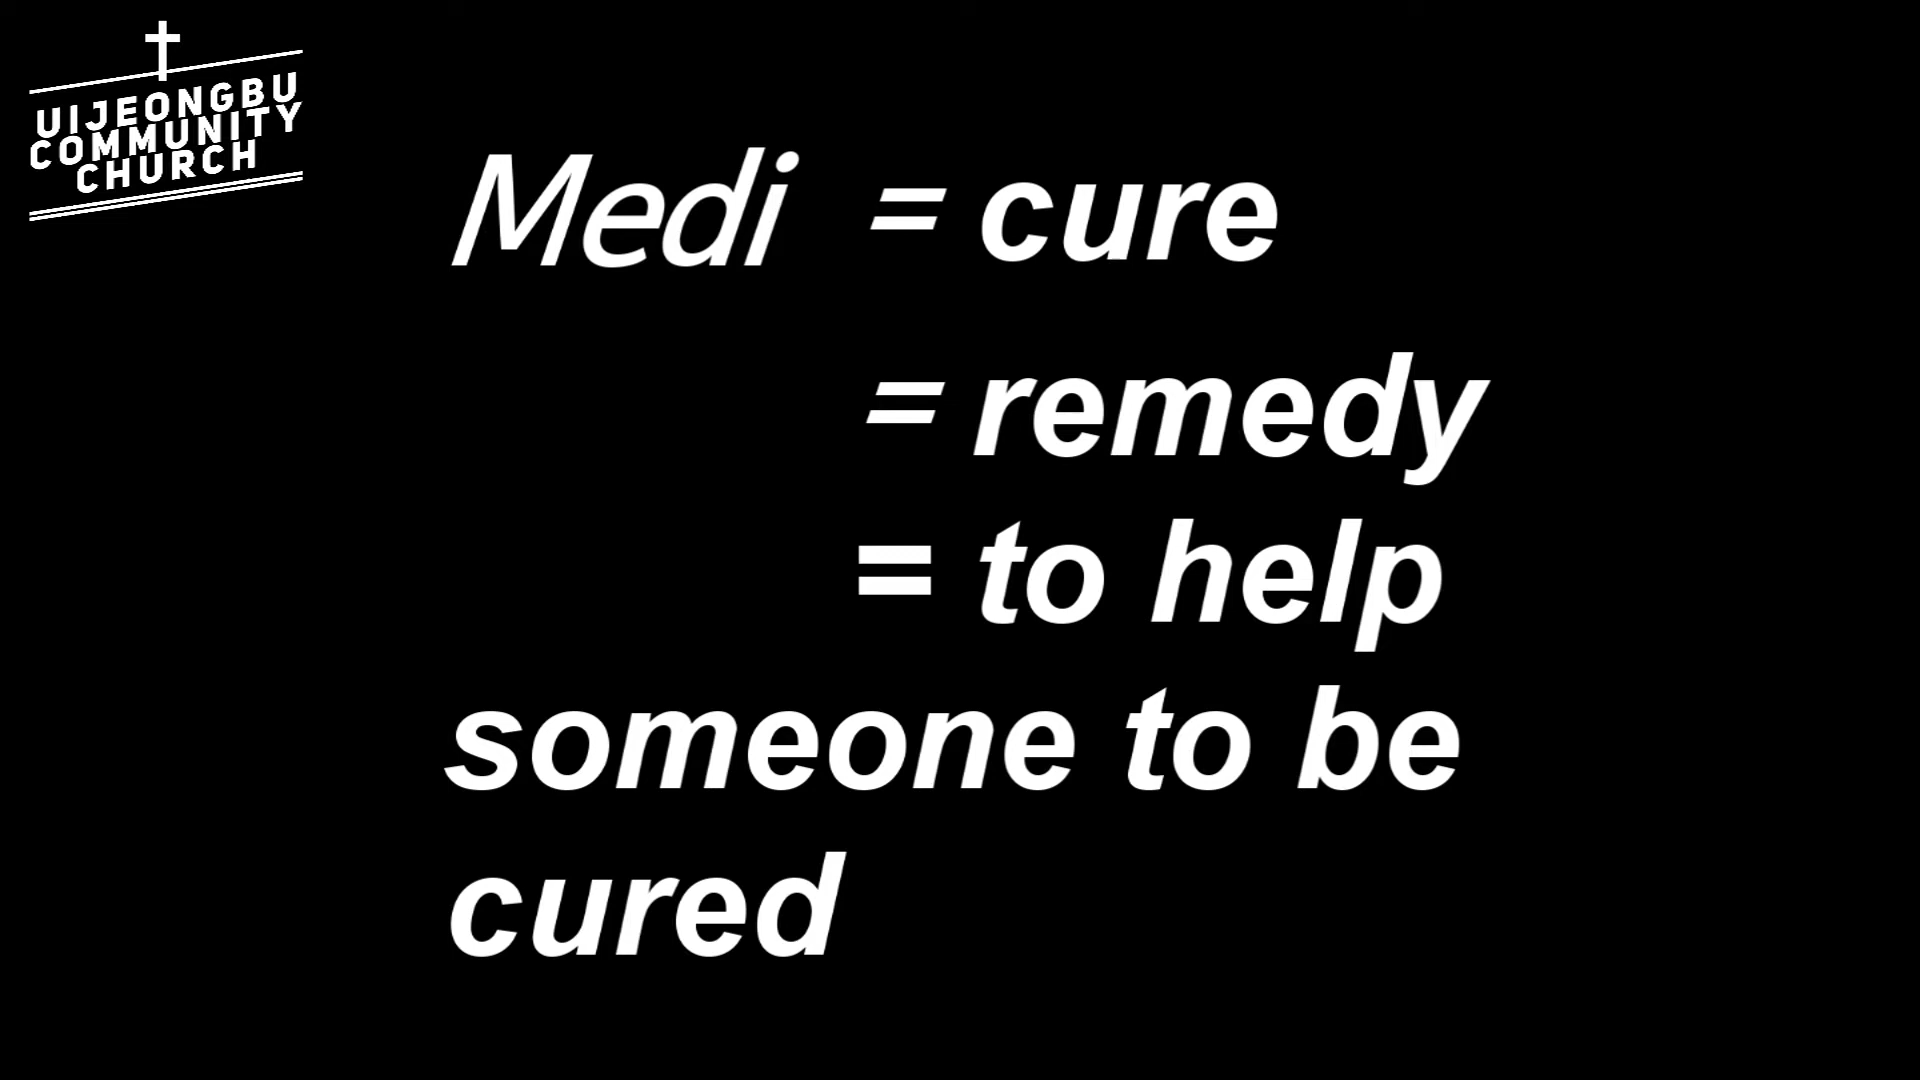 UIJEONGBU
COMMUNITY
CHURCH
Medi = cure
= remedy
= to help
someone to be
cured